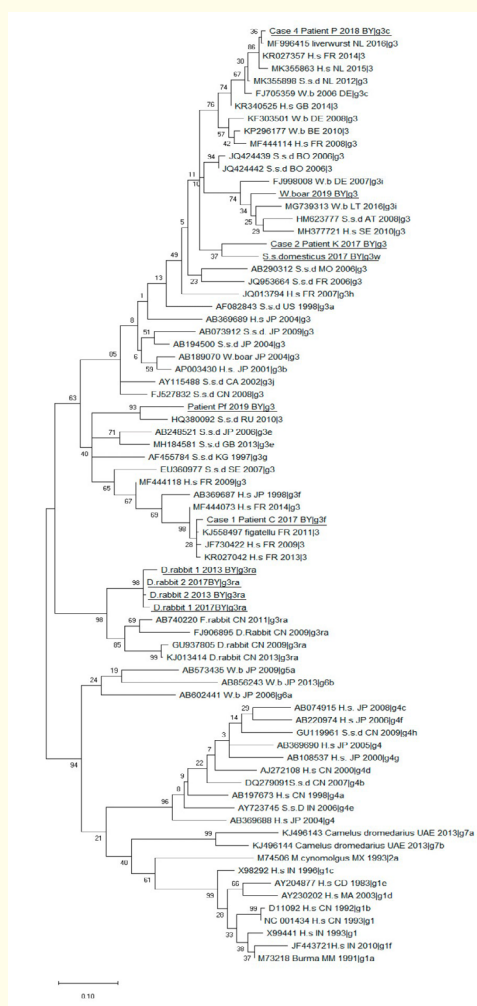 36 Case 4 Patient P 2018 BY|g3c
86 MF996415 liverwurst NL 2016|g3
KR027357 H.s FR 2014|3
30 MK355863 H.s NL 2015|3
67 MK355898 S.s.d NL 2012|g3
74 FJ705359 W.b 2006 DE|g3c
76 KR340525 H.s GB 2014|3
KF303501 W.b DE 2008|g3
57 KP296177 W.b BE 2010|3
42 MF444114 H.s FR 2008|g3
94 JQ424439 S.s.d BO 2006|g3
JQ424442 S.s.d BO 2006|3
11 10 FJ998008 W.b DE 2007|g3i
74 W.boar 2019 BY|g3
34 MG739313 W.b LT 2016|g3i
25 HM623777 S.s.d AT 2008|g3
29 MH377721 H.s SE 2010|g3
5 Case 2 Patient K 2017 BY|g3
37 S.s.domesticus 2017 BY|g3w
49 AB290312 S.s.d MO 2006|g3
23 JQ953664 S.s.d FR 2006|g3
13 JQ013794 H.s FR 2007|g3h
1 AF082843 S.s.d US 1998|g3a
8 AB369689 H.s JP 2004|g3
51 AB073912 S.s.d. JP 2009|g3
AB194500 S.s.d JP 2004|g3
6 AB189070 W.boar JP 2004|g3
59 AP003430 H.s. JP 2001|g3b
85 AY115488 S.s.d CA 2002|g3j
FJ527832 S.s.d CN 2008|g3
63 Patient Pf 2019 BY|g3
93 HQ380092 S.s.d RU 2010|3
71 AB248521 S.s.d JP 2006|g3e
MH184581 S.s.d GB 2013|g3e
40 AF455784 S.s.d KG 1997|g3g
EU360977 S.s.d SE 2007|g3
65 MF444118 H.s FR 2009|g3
67 AB369687 H.s JP 1998|g3f
69 MF444073 H.s FR 2014|g3
98 Case 1 Patient C 2017 BY|g3f
KJ558497 figatellu FR 2011|3
28 JF730422 H.s FR 2009|3
KR027042 H.s FR 2013|3
D.rabbit 1 2013 BY|g3ra
98 D.rabbit 2 2017BY|g3ra
D.rabbit 2 2013 BY|g3ra
D.rabbit 1 2017BY|g3ra
98 69 AB740220 F.rabbit CN 2011|g3ra
FJ906895 D.Rabbit CN 2009|g3ra
85 GU937805 D.rabbit CN 2009|g3ra
99 KJ013414 D.rabbit CN 2013|g3ra
19 AB573435 W.b JP 2009|g5a
24 AB856243 W.b JP 2013|g6b
AB602441 W.b JP 2006|g6a
94 29 AB074915 H.s. JP 2008|g4c
14 AB220974 H.s JP 2006|g4f
3 GU119961 S.s.d CN 2009|g4h
7 AB369690 H.s JP 2005|g4
AB108537 H.s. JP 2000|g4g
22 AJ272108 H.s CN 2000|g4d
9 DQ279091S.s.d CN 2007|g4b
8 AB197673 H.s CN 1998|g4a
96 AY723745 S.s.D IN 2006|g4e
AB369688 H.s JP 2004|g4
21 99 KJ496143 Camelus dromedarius UAE 2013|g7a
40 KJ496144 Camelus dromedarius UAE 2013|g7b
61 M74506 M.cynomolgus MX 1993|2a
X98292 H.s IN 1996|g1c
99 66 AY204877 H.s CD 1983|g1e
28 AY230202 H.s MA 2003|g1d
99 D11092 H.s CN 1992|g1b
33 NC 001434 H.s CN 1993|g1
X99441 H.s IN 1993|g1
38 JF443721H.s IN 2010|g1f
37 M73218 Burma MM 1991|g1a
0.10